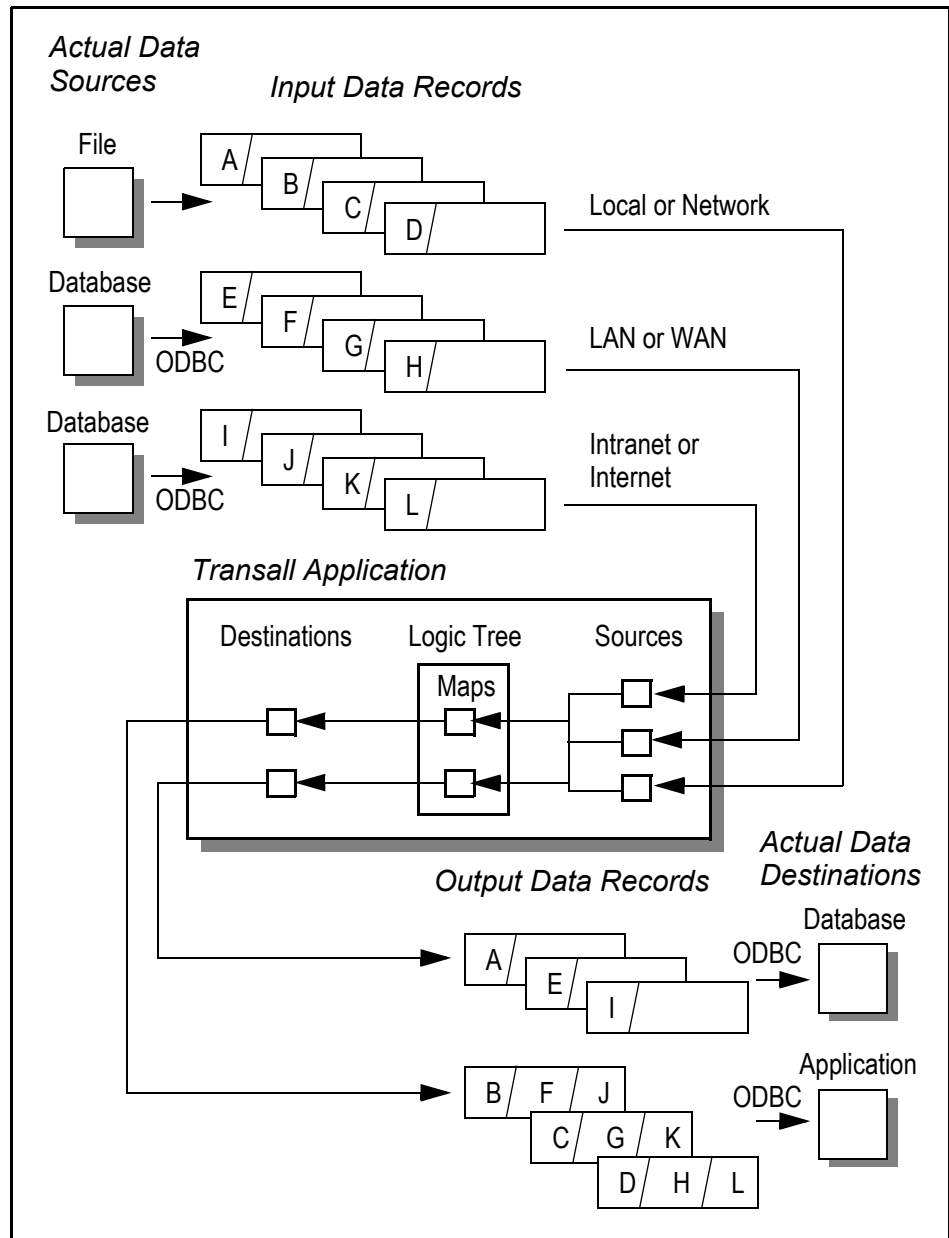 Actual Data
Sources
Input Data Records
File
A
B
C
D
Local or Network
Database
ODBC
E
F
G
H
LAN or WAN
Database
ODBC
I
J
K
L
Intranet or
Internet
Transall Application
Destinations
Logic Tree
Sources
Maps
Output Data Records
Actual Data
Destinations
A
E
I
ODBC
Database
B F J
C G K
D H L
ODBC
Application